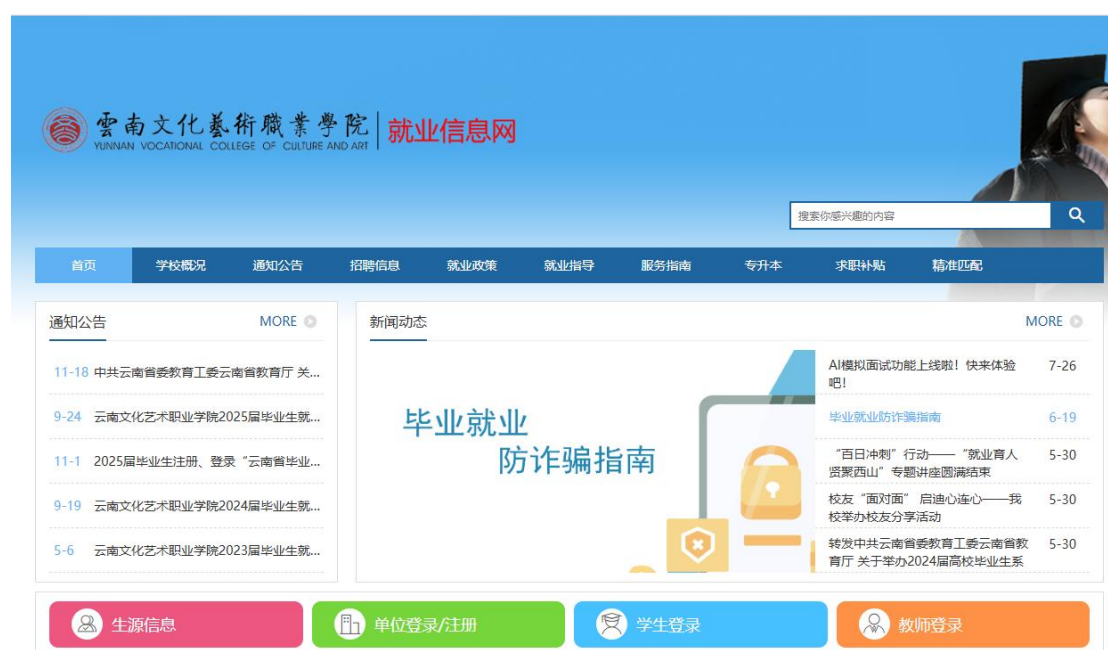 雲南文化藝術職業學院
YUNNAN VOCATIONAL COLLEGE OF CULTURE AND ART
就业信息网
搜索你感兴趣的内容
首页 学校概况 通知公告 招聘信息 就业政策 就业指导 服务指南 专升本 求职补贴 精准匹配
通知公告 MORE
11-18 中共云南省委教育工委云南省教育厅 关...
9-24 云南文化艺术职业学院2025届毕业生就...
11-1 2025届毕业生注册、登录“云南省毕业...
9-19 云南文化艺术职业学院2024届毕业生就...
5-6 云南文化艺术职业学院2023届毕业生就...
新闻动态 MORE
毕业就业
防诈骗指南
AI模拟面试功能上线啦！快来体验 7-26
吧！
毕业就业防诈骗指南 6-19
“百日冲刺”行动——“就业育人 5-30
贤聚西山”专题讲座圆满结束
校友“面对面” 启迪心连心——我 5-30
校举办校友分享活动
转发中共云南省委教育工委云南省教 5-30
育厅 关于举办2024届高校毕业生系
生源信息 单位登录/注册 学生登录 教师登录